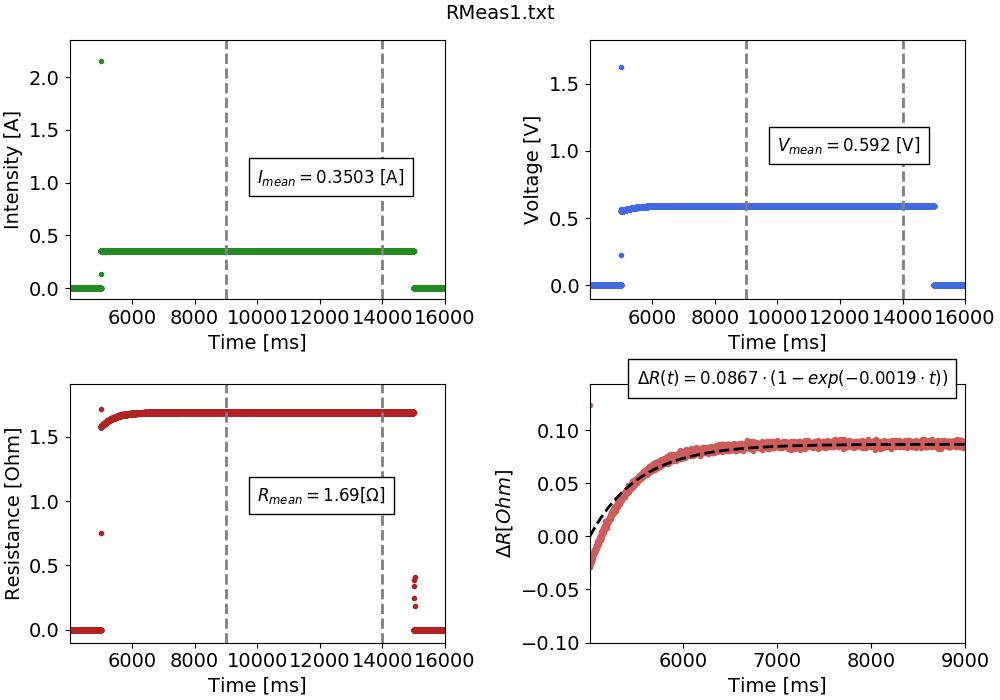 RMeas1.txt
Intensity [A]
2.0
1.5
1.0
0.5
0.0
I_mean = 0.3503 [A]
6000 8000 10000 12000 14000 16000
Time [ms]
Voltage [V]
1.5
1.0
0.5
0.0
V_mean = 0.592 [V]
6000 8000 10000 12000 14000 16000
Time [ms]
Resistance [Ohm]
1.5
1.0
0.5
0.0
R_mean = 1.69[Ω]
6000 8000 10000 12000 14000 16000
Time [ms]
ΔR(t) = 0.0867 · (1 − exp(−0.0019 · t))
ΔR[Ohm]
0.10
0.05
0.00
−0.05
−0.10
6000 7000 8000 9000
Time [ms]